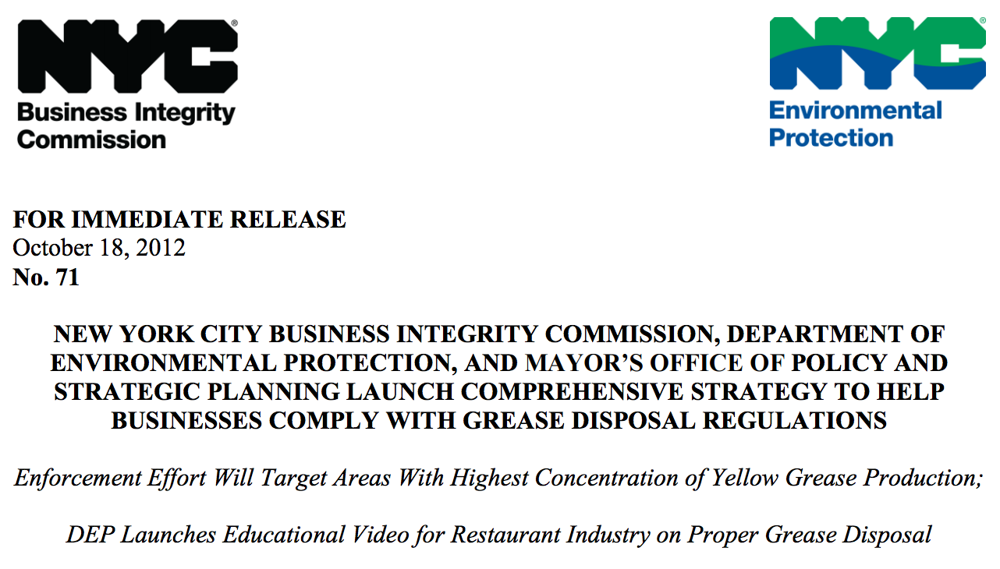 NYC®
Business Integrity
Commission
NYC®
Environmental
Protection
FOR IMMEDIATE RELEASE
October 18, 2012
No. 71
NEW YORK CITY BUSINESS INTEGRITY COMMISSION, DEPARTMENT OF
ENVIRONMENTAL PROTECTION, AND MAYOR’S OFFICE OF POLICY AND
STRATEGIC PLANNING LAUNCH COMPREHENSIVE STRATEGY TO HELP
BUSINESSES COMPLY WITH GREASE DISPOSAL REGULATIONS
Enforcement Effort Will Target Areas With Highest Concentration of Yellow Grease Production;
DEP Launches Educational Video for Restaurant Industry on Proper Grease Disposal